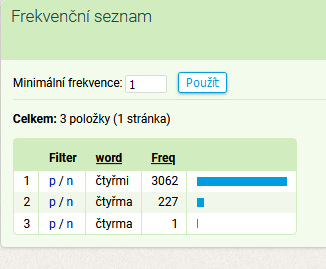 Frekvenční seznam
Minimální frekvence: 1 Použít
Celkem: 3 položky (1 stránka)
Filter word Freq
1 p / n čtyřmi 3062
2 p / n čtyřma 227
3 p / n čtyrma 1